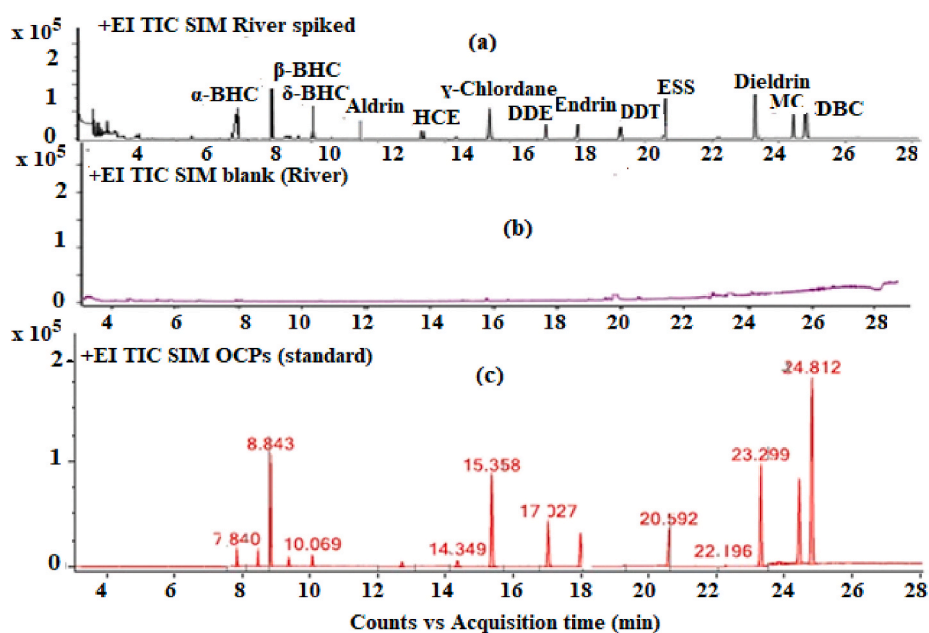 +EI TIC SIM River spiked
(a)
x 10⁵
2
1
0
α-BHC
β-BHC
δ-BHC
Aldrin
HCE
γ-Chlordane
DDE
Endrin
DDT
ESS
Dieldrin
MC
DBC
4 6 8 10 12 14 16 18 20 22 24 26 28
+EI TIC SIM blank (River)
(b)
x 10⁵
2
1
0
4 6 8 10 12 14 16 18 20 22 24 26 28
+EI TIC SIM OCPs (standard)
(c)
x 10⁵
2
1
0
7.840
8.843
10.069
14.349
15.358
17.027
20.592
22.196
23.299
24.812
4 6 8 10 12 14 16 18 20 22 24 26 28
Counts vs Acquisition time (min)